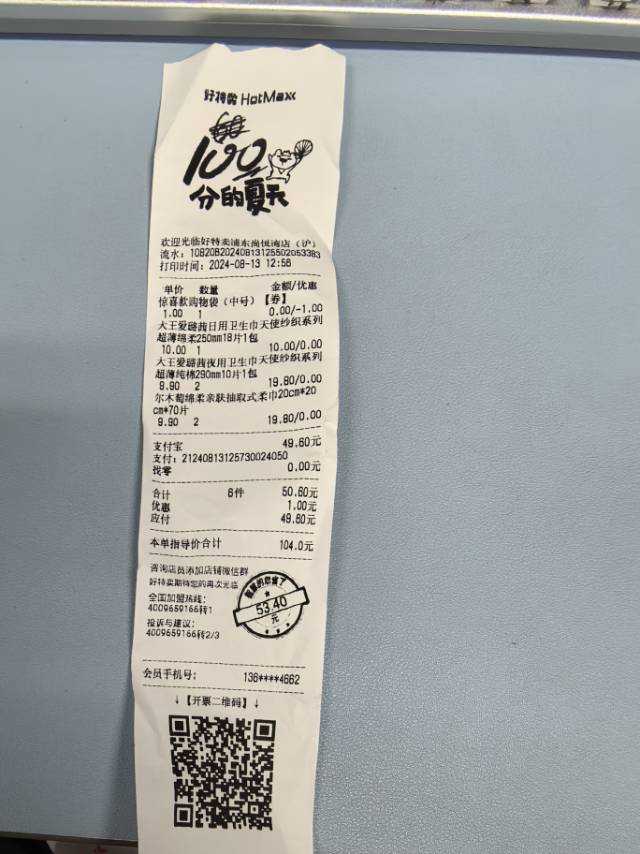 好特卖 HotMaxx
100
分的夏天
欢迎光临好特卖浦东尚悦湾店（沪）
流水：108208202408131255020533​83
打印时间：2024-08-13 12:56
单价 数量 金额/优惠
惊喜款购物袋（中号）【券】
1.00 1 0.00/-1.00
大王爱璐茜日用卫生巾天使纱织系列
超薄绵柔250mm18片1包
10.00 1 10.00/0.00
大王爱璐茜夜用卫生巾天使纱织系列
超薄纯棉290mm10片1包
9.90 2 19.80/0.00
尔木萄绵柔亲肤抽取式柔巾20cm*20
cm*70片
9.90 2 19.80/0.00
支付宝 49.60元
支付：21240813125730024050
找零 0.00元
合计 6件 50.60元
优惠 1.00元
应付 49.60元
本单指导价合计 104.0元
咨询店员添加店铺微信群
好特卖期待您的再次光临
全国加盟热线：
4009659166转1
投诉与建议：
4009659166转2/3
狠狠的您省了
53.40
元
会员手机号： 136****4662
↓【开票二维码】↓